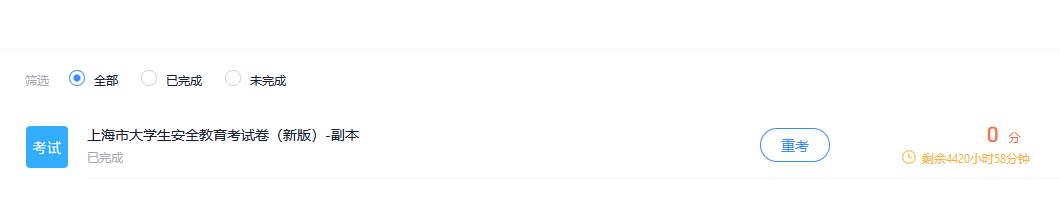 筛选 全部 已完成 未完成
考试 上海市大学生安全教育考试卷（新版）-副本 重考 0 分
已完成 剩余4420小时58分钟